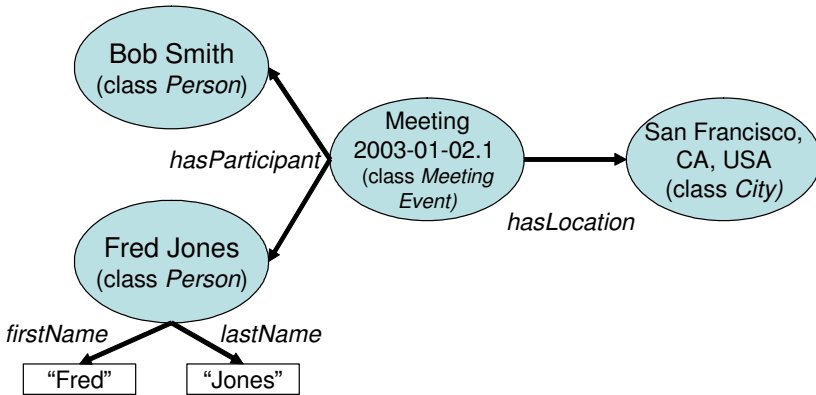 Bob Smith
(class Person)
Meeting
2003-01-02.1
(class Meeting
Event)
San Francisco,
CA, USA
(class City)
hasParticipant
hasLocation
Fred Jones
(class Person)
firstName
lastName
“Fred”
“Jones”